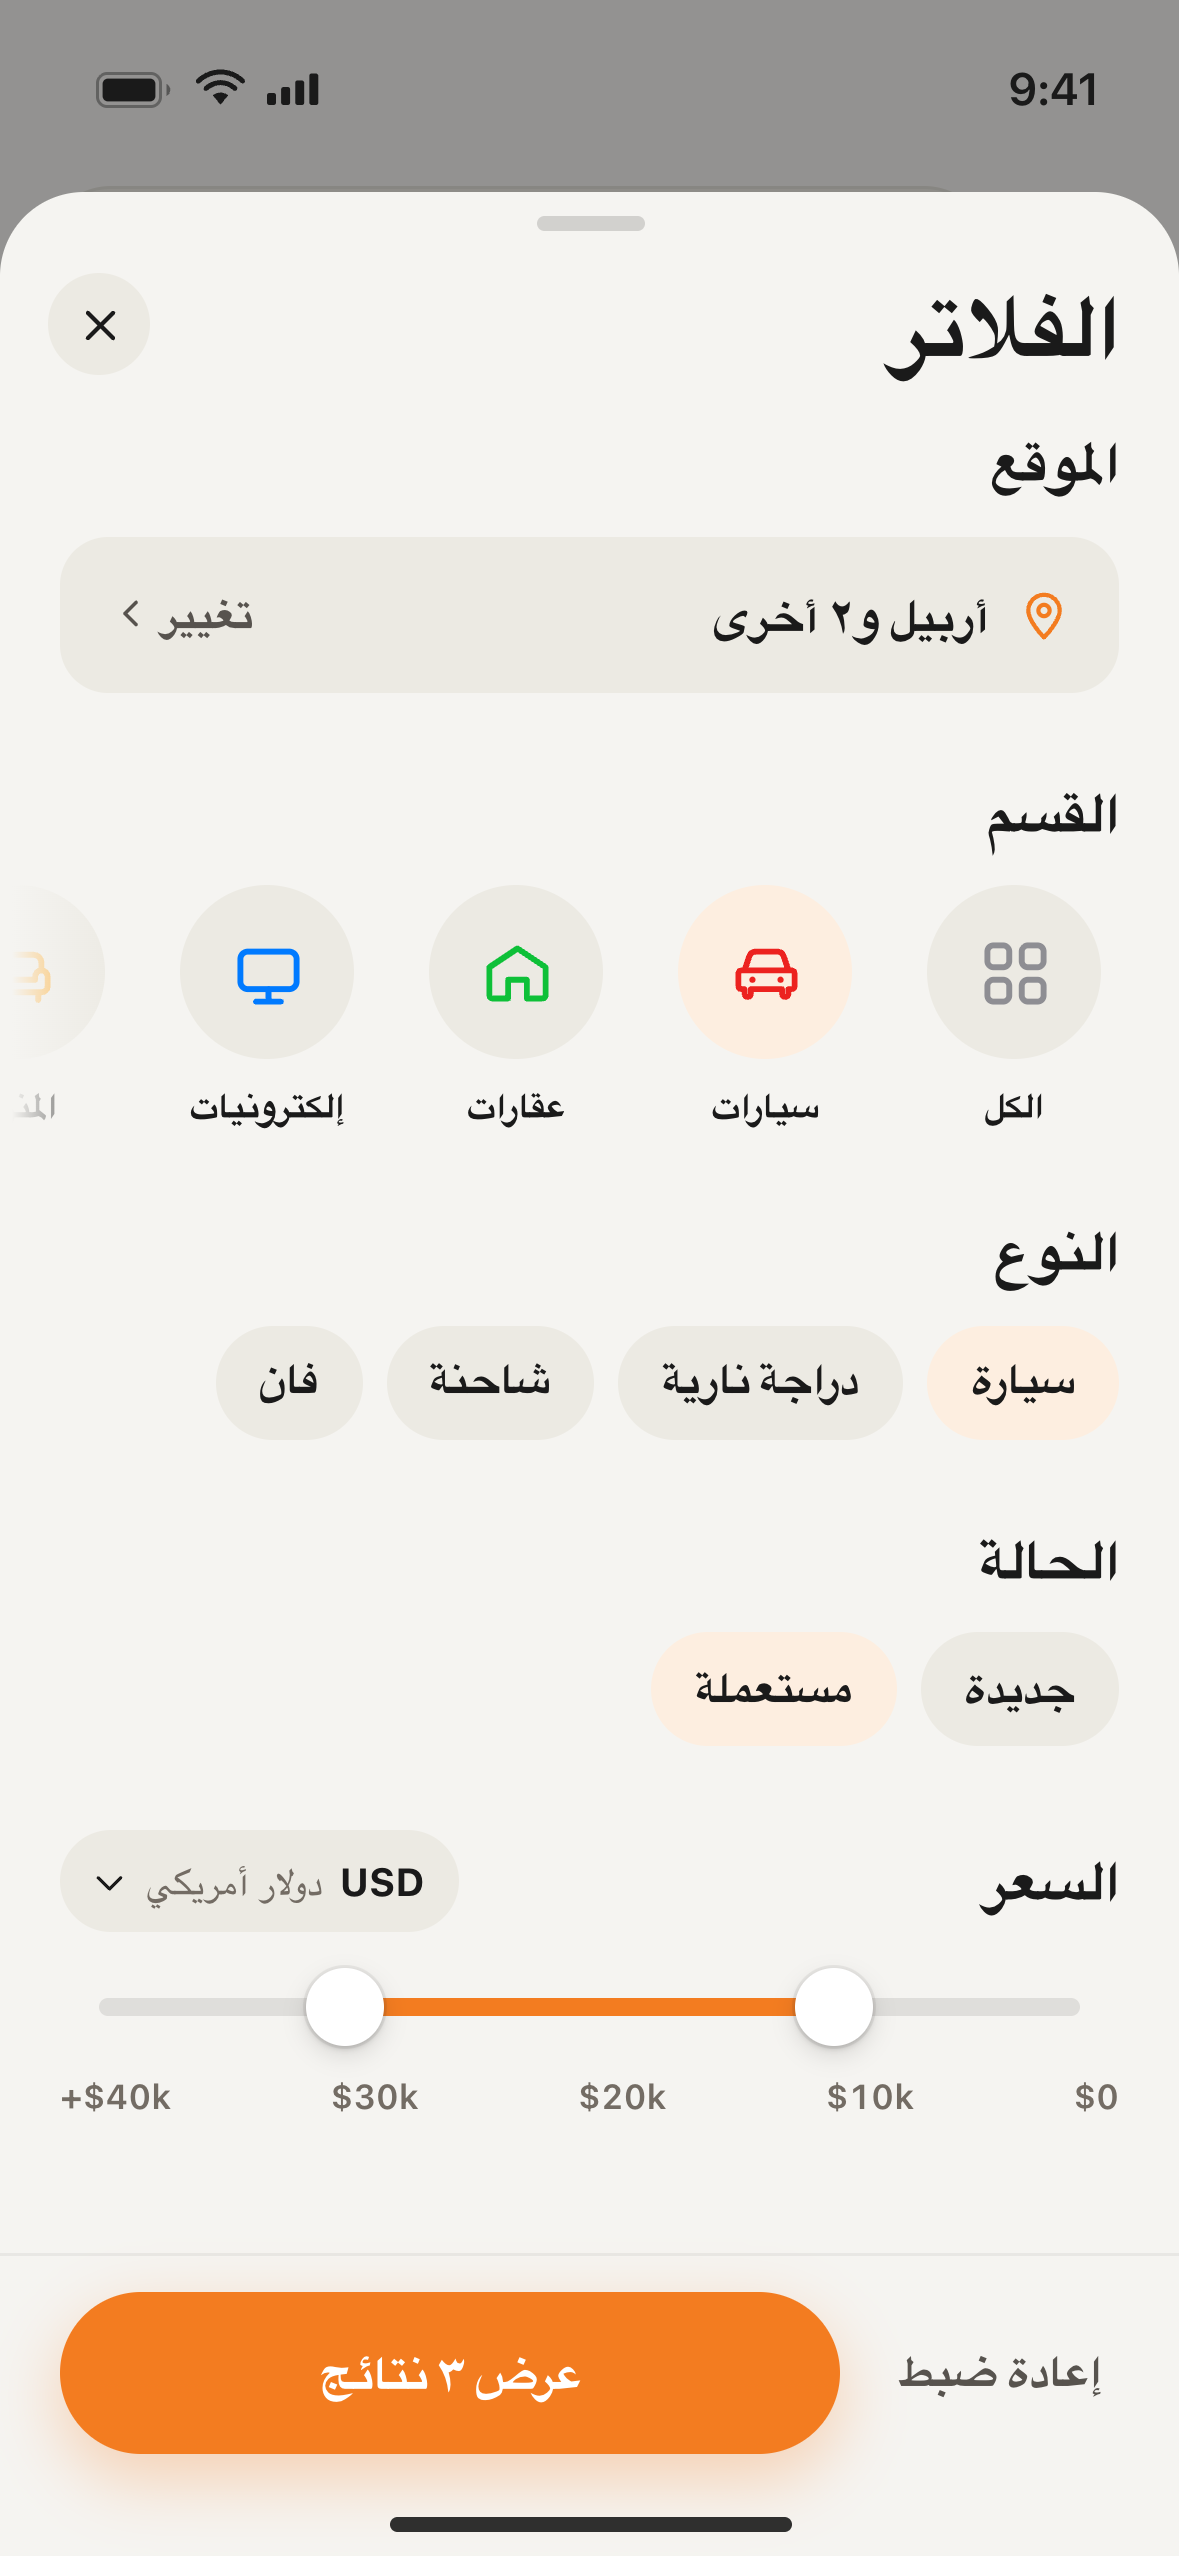 9:41
الفلاتر
الموقع
أربيل و٢ أخرى
تغيير
القسم
الكل سيارات عقارات إلكترونيات
النوع
سيارة دراجة نارية شاحنة فان
الحالة
جديدة مستعملة
السعر
USD دولار أمريكي
$0 $10k $20k $30k +$40k
إعادة ضبط
عرض ٣ نتائج